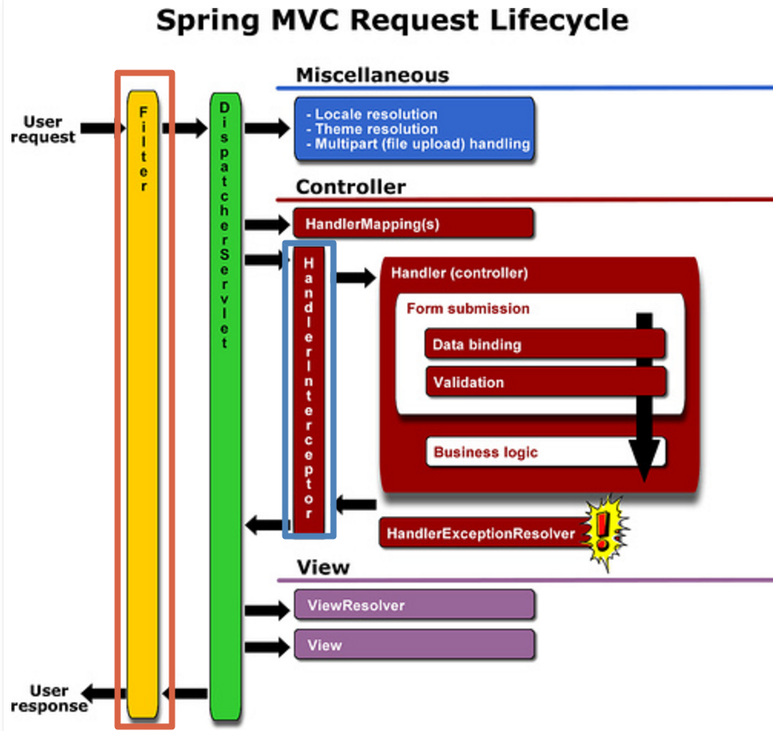 Spring MVC Request Lifecycle
Miscellaneous
User
request
Filter
DispatcherServlet
- Locale resolution
- Theme resolution
- Multipart (file upload) handling
Controller
HandlerMapping(s)
HandlerInterceptor
Handler (controller)
Form submission
Data binding
Validation
Business logic
HandlerExceptionResolver
!
View
ViewResolver
View
User
response